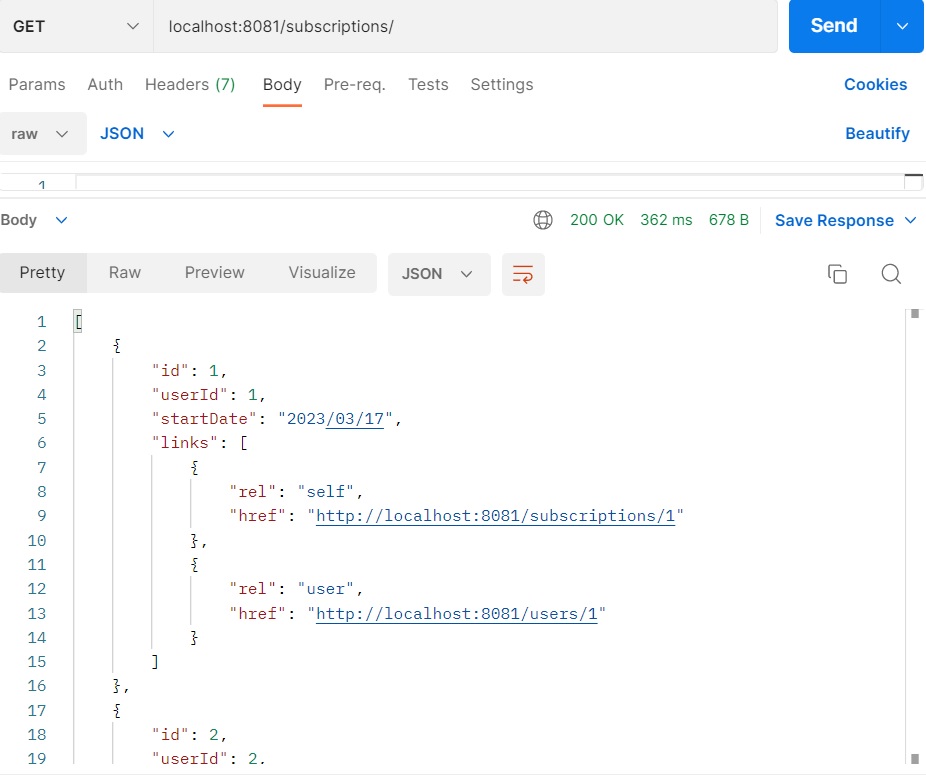 GET localhost:8081/subscriptions/ Send
Params Auth Headers (7) Body Pre-req. Tests Settings Cookies
raw JSON Beautify
1
Body 200 OK 362 ms 678 B Save Response
Pretty Raw Preview Visualize JSON
1 [
2 {
3 "id": 1,
4 "userId": 1,
5 "startDate": "2023/03/17",
6 "links": [
7 {
8 "rel": "self",
9 "href": "http://localhost:8081/subscriptions/1"
10 },
11 {
12 "rel": "user",
13 "href": "http://localhost:8081/users/1"
14 }
15 ]
16 },
17 {
18 "id": 2,
19 "userId": 2,